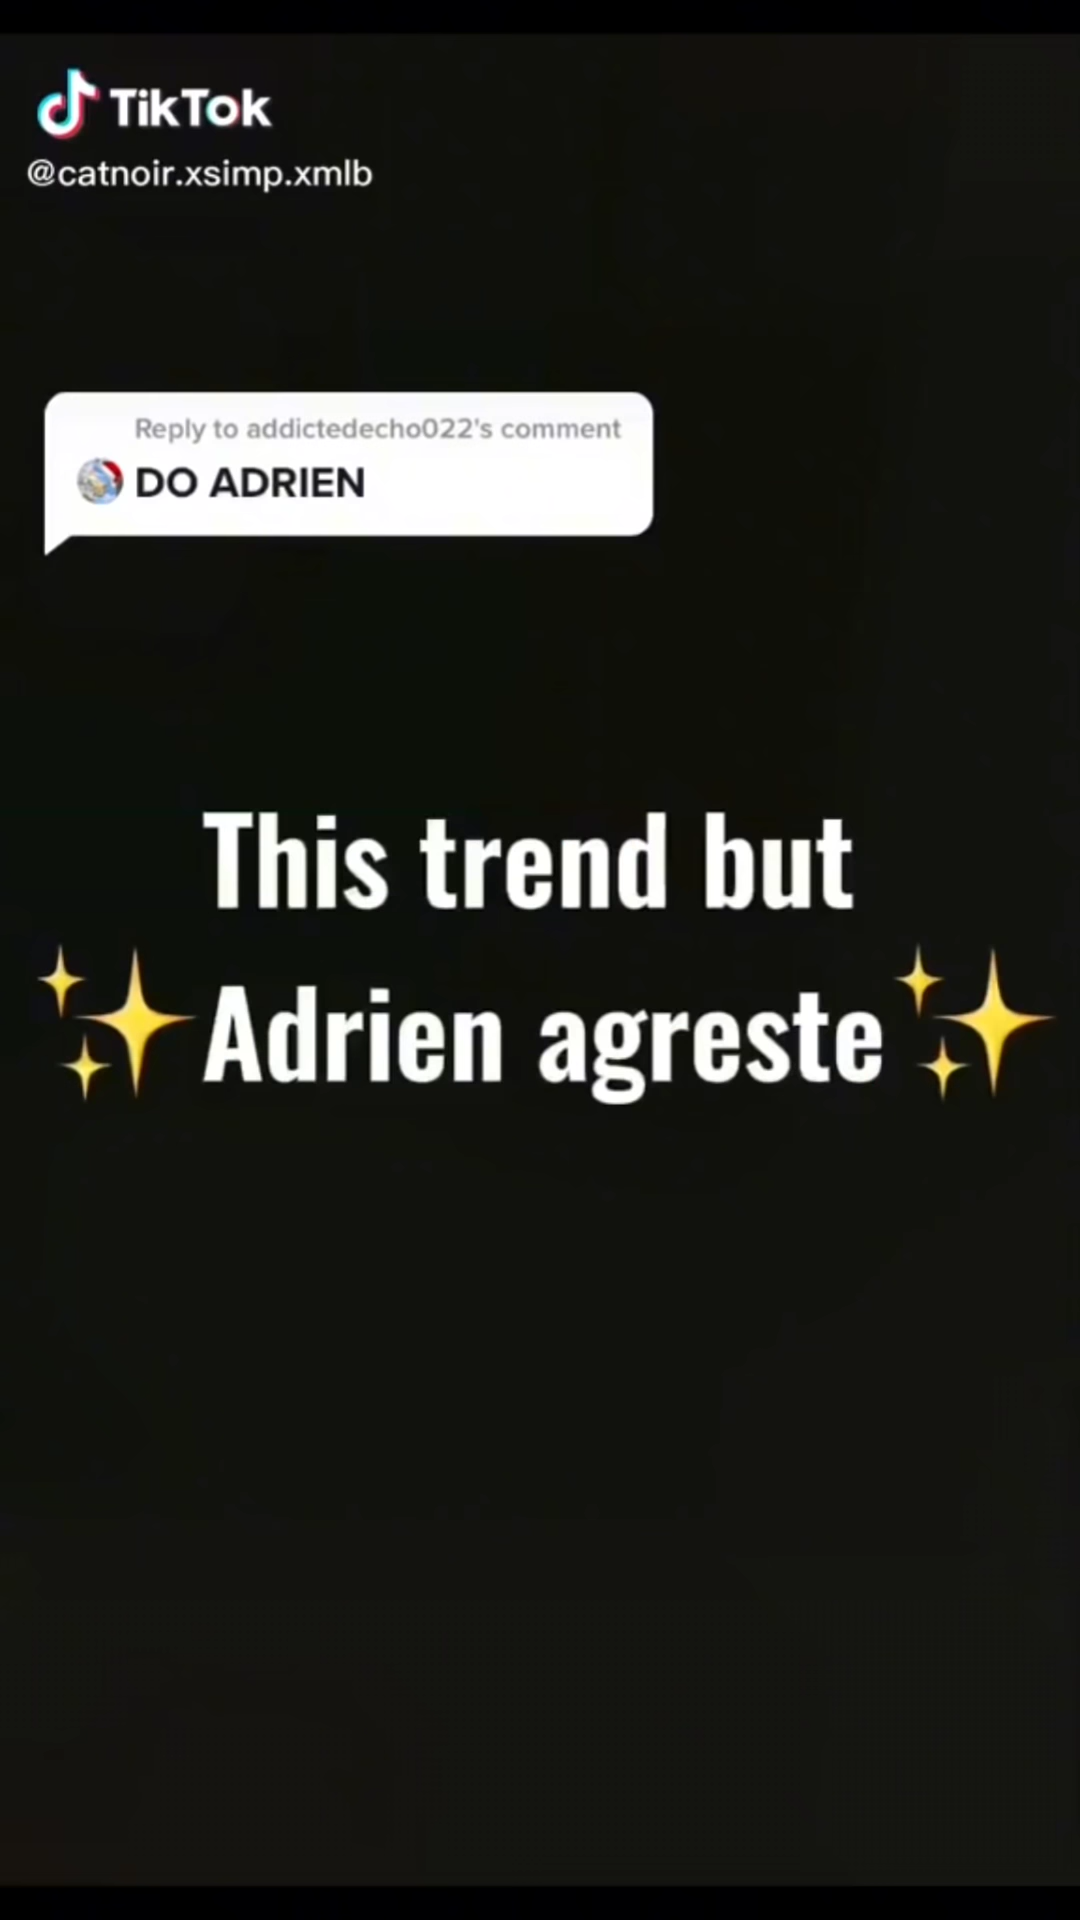 TikTok
@catnoir.xsimp.xmlb
Reply to addictedecho022's comment
DO ADRIEN
This trend but
✨Adrien agreste✨